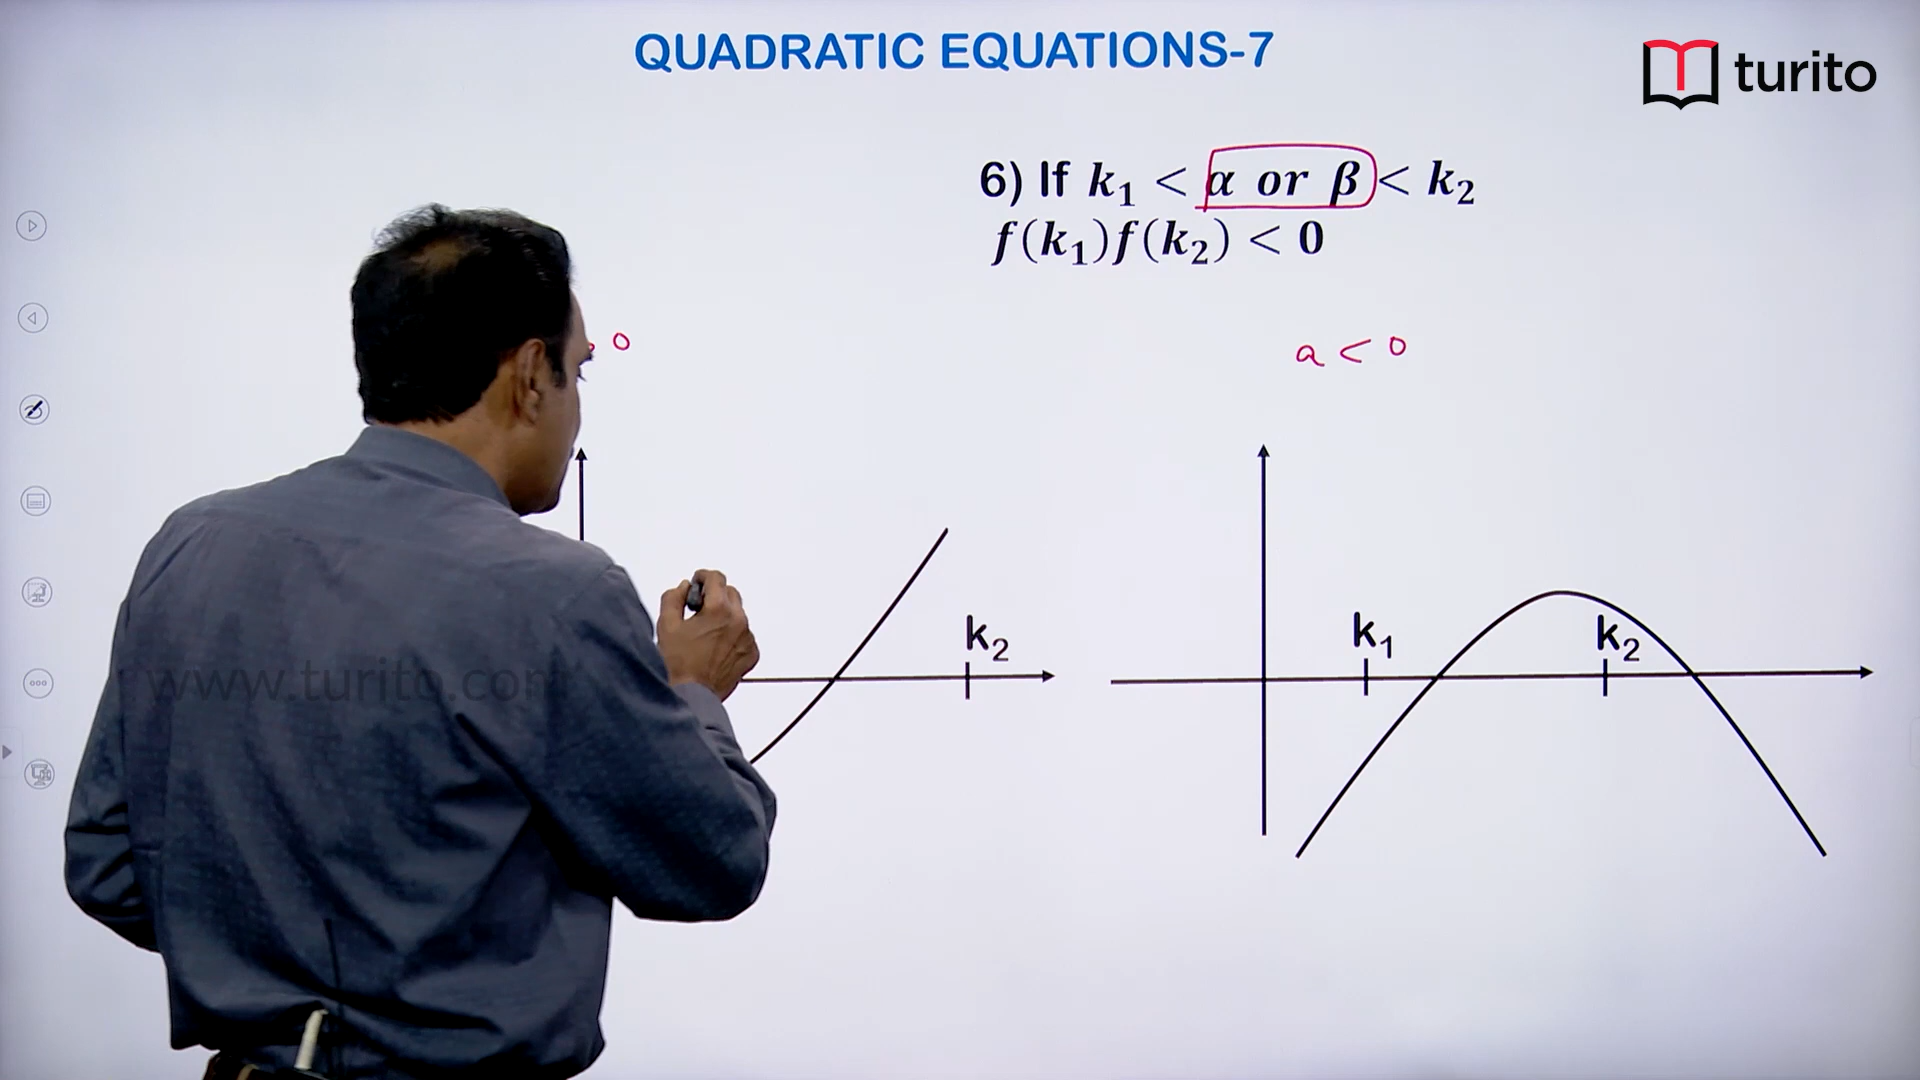 QUADRATIC EQUATIONS-7
turito
6) If k₁ < α or β < k₂
f(k₁)f(k₂) < 0
0
a < 0
k₂
k₁
k₂
www.turito.com